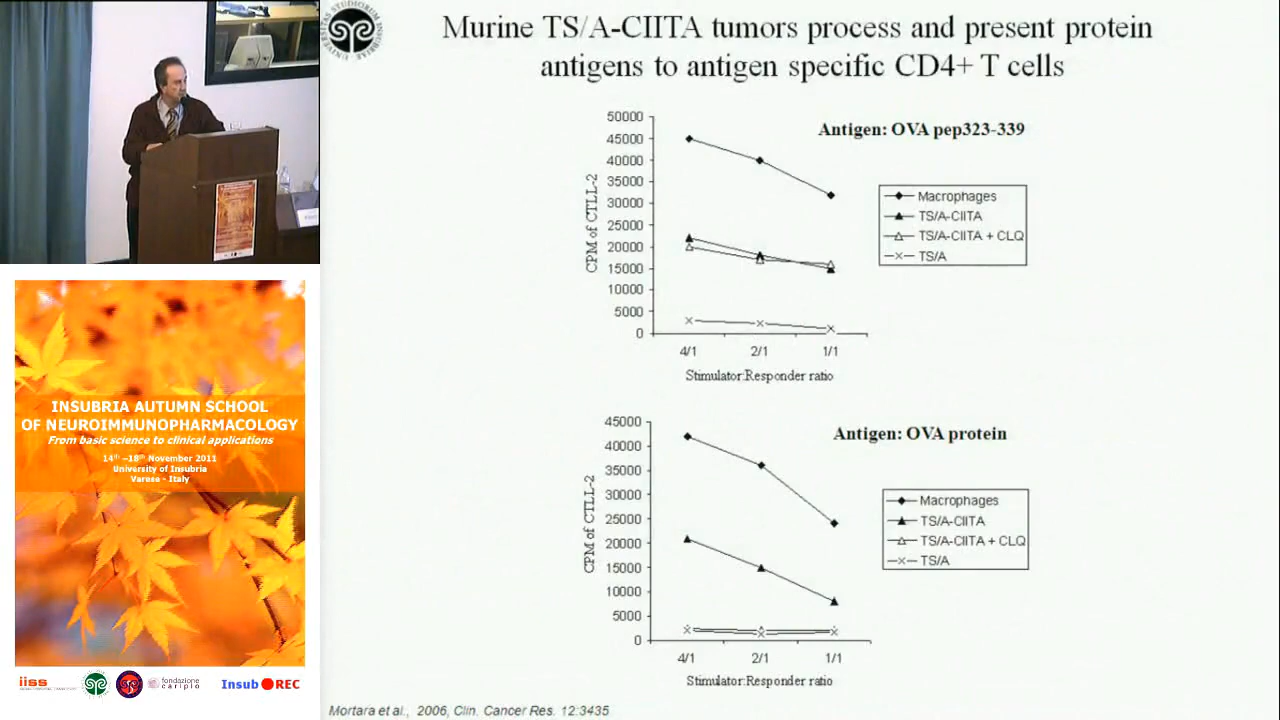 Murine TS/A-CIITA tumors process and present protein
antigens to antigen specific CD4+ T cells
Antigen: OVA pep323-339
CPM of CTLL-2
50000
45000
40000
35000
30000
25000
20000
15000
10000
5000
0
4/1 2/1 1/1
Stimulator:Responder ratio
Macrophages
TS/A-CIITA
TS/A-CIITA + CLQ
TS/A
Antigen: OVA protein
CPM of CTLL-2
45000
40000
35000
30000
25000
20000
15000
10000
5000
0
4/1 2/1 1/1
Stimulator:Responder ratio
Macrophages
TS/A-CIITA
TS/A-CIITA + CLQ
TS/A
Mortara et al., 2006, Clin. Cancer Res. 12:3435
INSUBRIA AUTUMN SCHOOL
OF NEUROIMMUNOPHARMACOLOGY
From basic science to clinical applications
14th –18th November 2011
University of Insubria
Varese - Italy
iiss
fondazione
cariplo
Insub REC